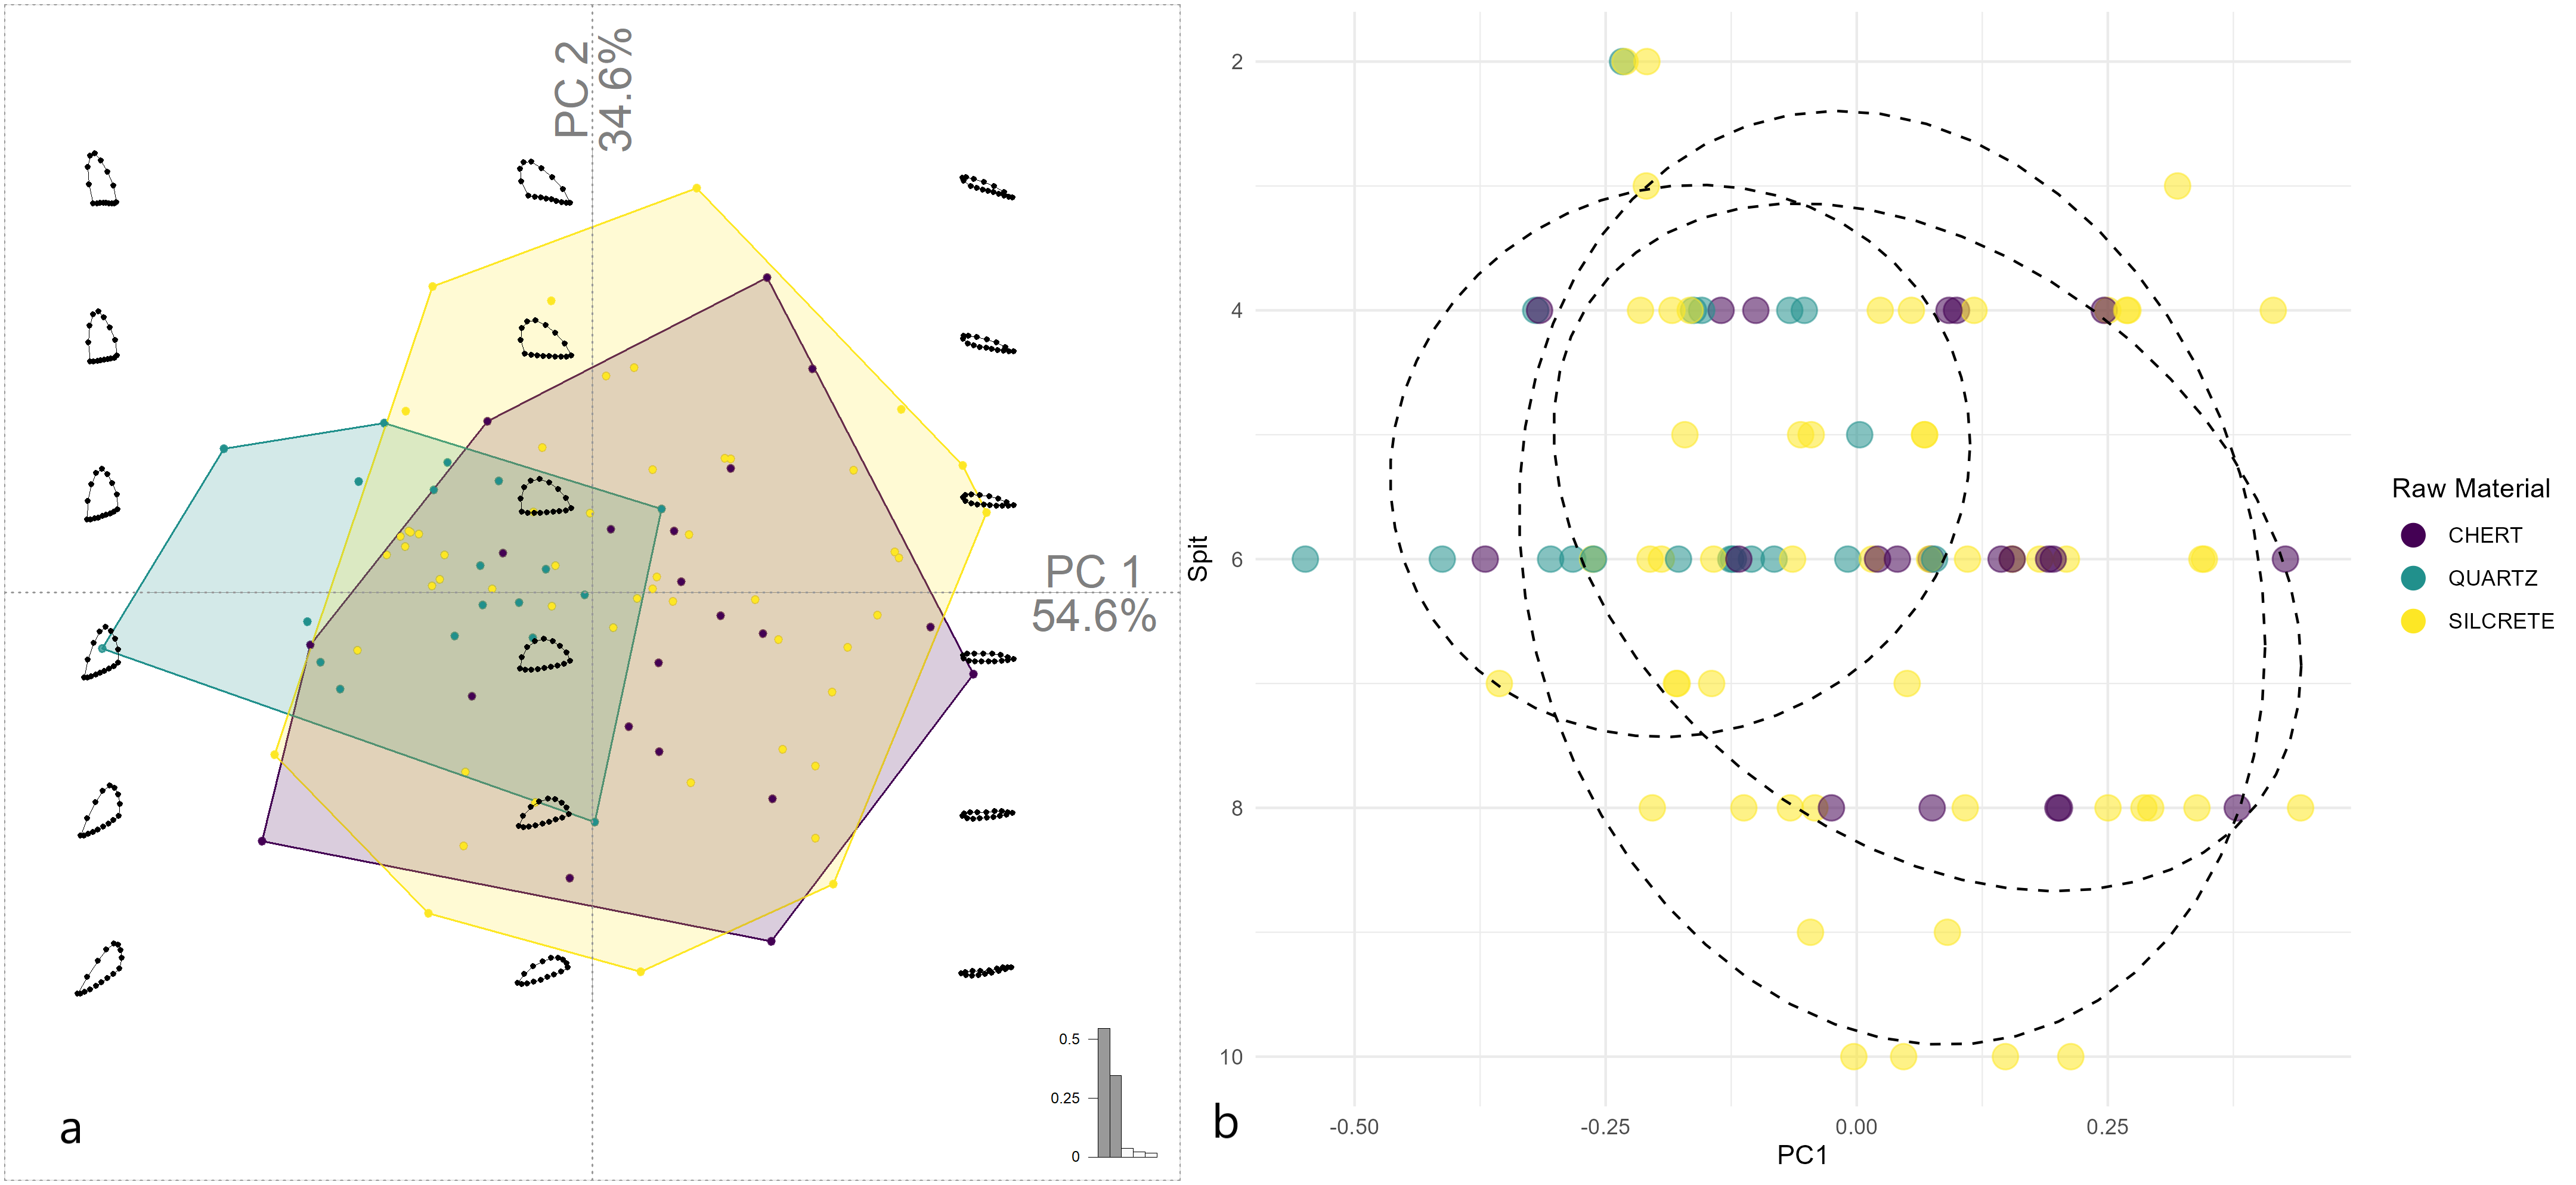 PC 2
34.6%
PC 1
54.6%
0.5
0.25
0
a
2
4
6
8
10
Spit
-0.50
-0.25
0.00
0.25
PC1
b
Raw Material
CHERT
QUARTZ
SILCRETE